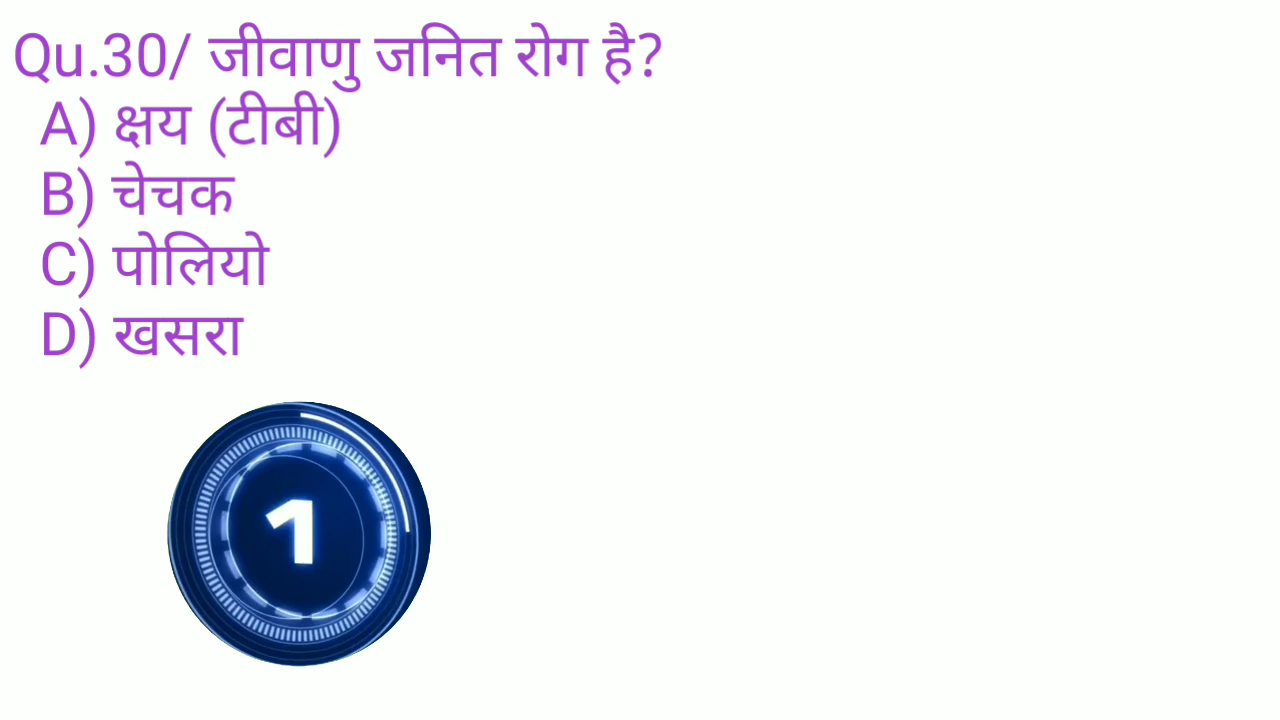 Qu.30/ जीवाणु जनित रोग है?
A) क्षय (टीबी)
B) चेचक
C) पोलियो
D) खसरा
1